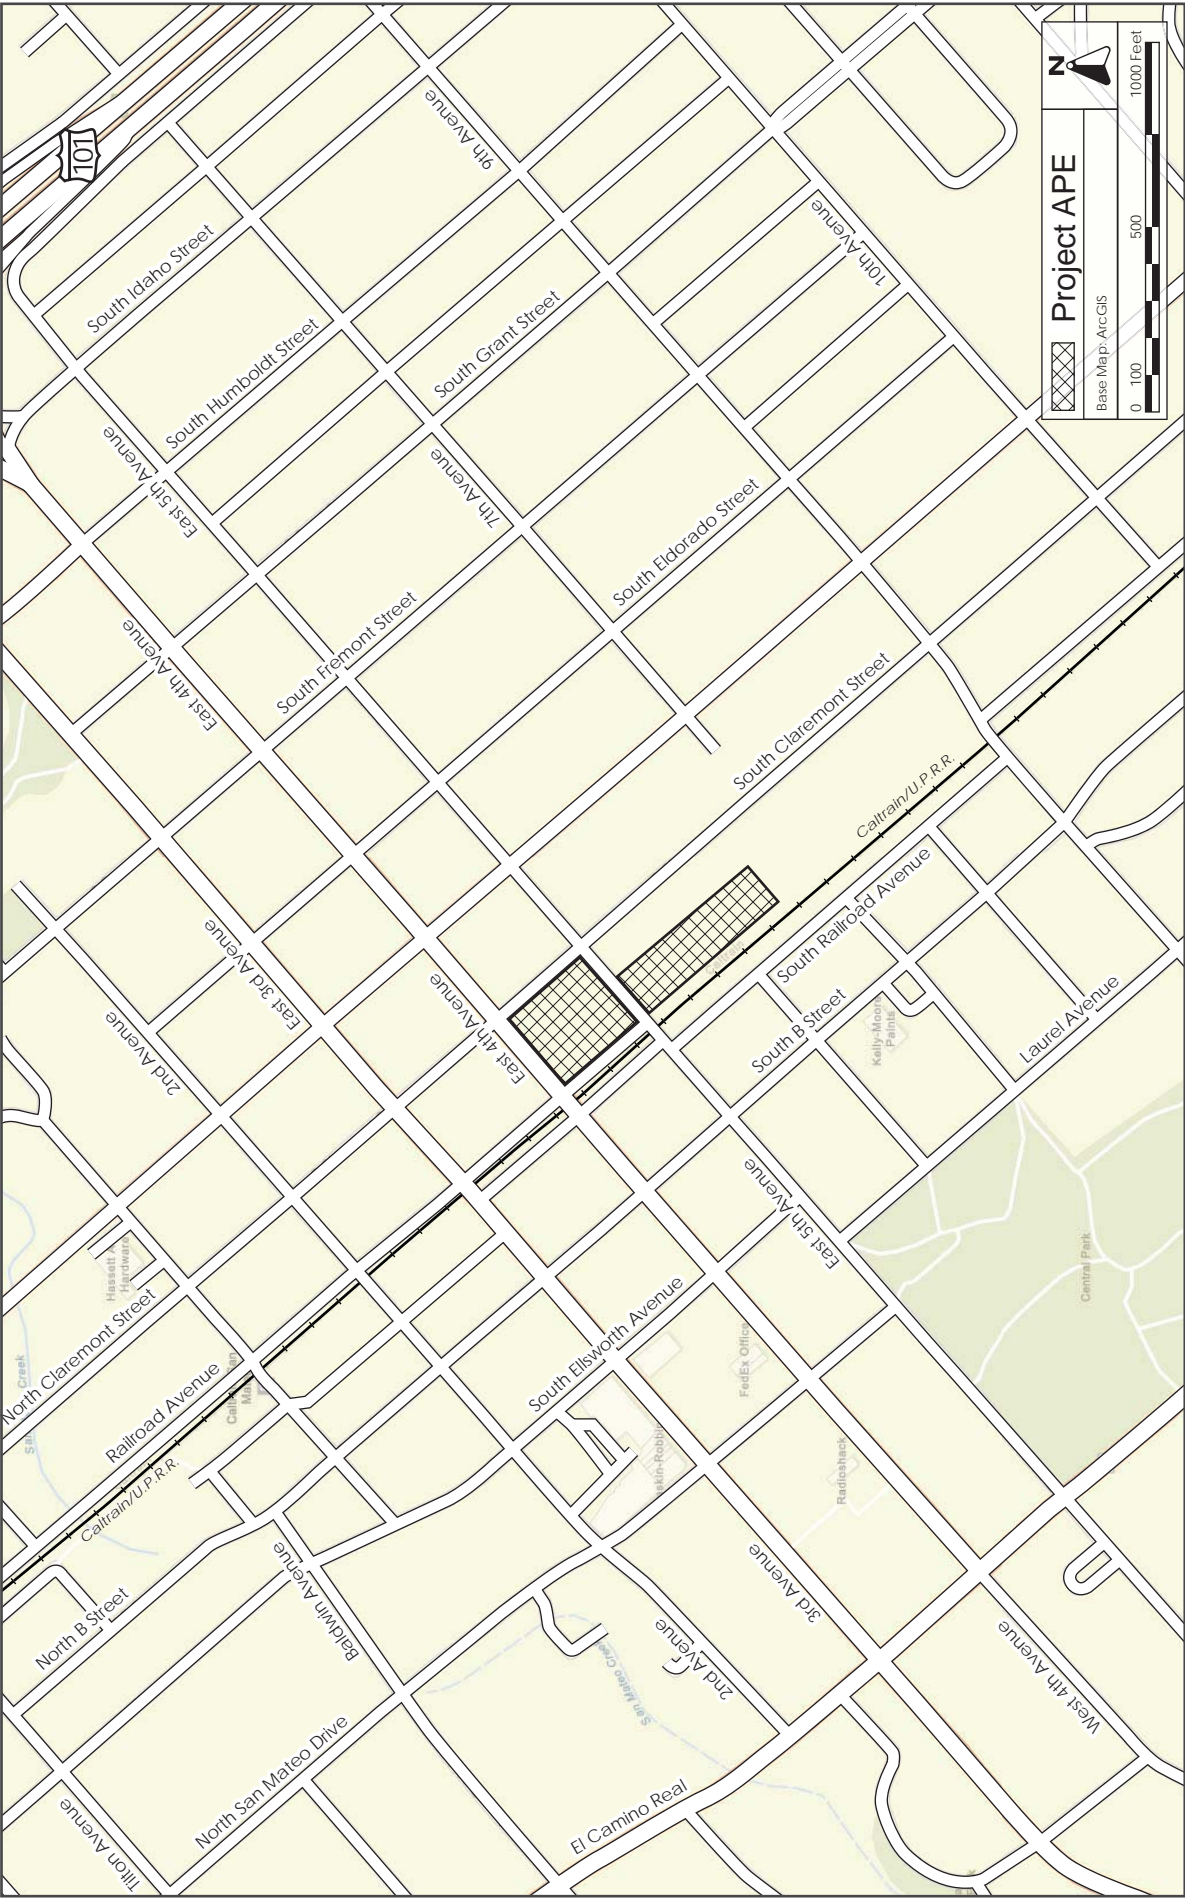 101
South Idaho Street
9th Avenue
South Humboldt Street
East 5th Avenue
South Grant Street
7th Avenue
10th Avenue
N
Project APE
Base Map: ArcGIS
0 100 500 1000 Feet
East 4th Avenue
South Fremont Street
South Eldorado Street
South Claremont Street
Caltrain/U.P.R.R.
East 3rd Avenue
2nd Avenue
East 4th Avenue
South Railroad Avenue
South B Street
Kelly-Moore
Paints
Laurel Avenue
Hassett A
Hardware
North Claremont Street
Creek
Railroad Avenue
Caltrain/U.P.R.R.
East 5th Avenue
South Ellsworth Avenue
FedEx Office
Radioshack
Central Park
North B Street
Baldwin Avenue
3rd Avenue
2nd Avenue
San Mateo Creek
West 4th Avenue
North San Mateo Drive
El Camino Real
Tilton Avenue